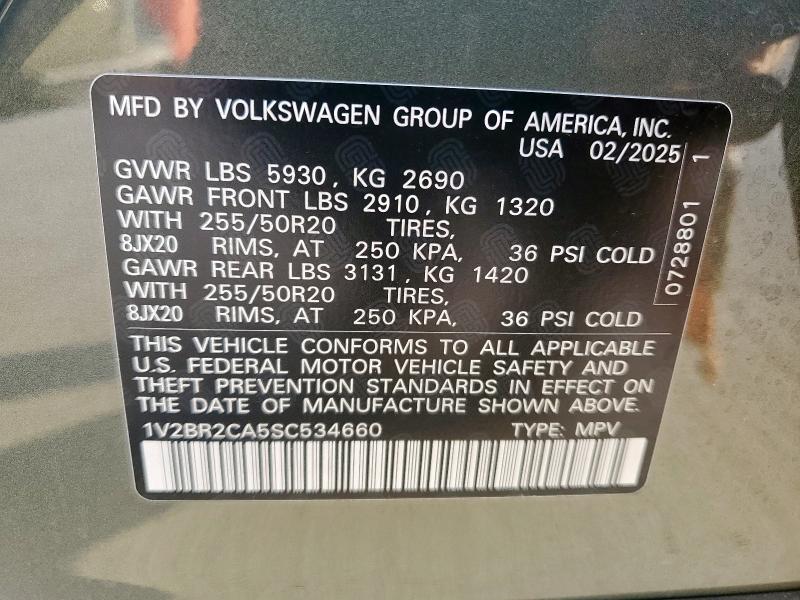 MFD BY VOLKSWAGEN GROUP OF AMERICA, INC.
USA 02/2025
GVWR LBS 5930, KG 2690
GAWR FRONT LBS 2910, KG 1320
WITH 255/50R20 TIRES,
8JX20 RIMS, AT 250 KPA, 36 PSI COLD
GAWR REAR LBS 3131, KG 1420
WITH 255/50R20 TIRES,
8JX20 RIMS, AT 250 KPA, 36 PSI COLD
0728801 1
THIS VEHICLE CONFORMS TO ALL APPLICABLE
U.S. FEDERAL MOTOR VEHICLE SAFETY AND
THEFT PREVENTION STANDARDS IN EFFECT ON
THE DATE OF MANUFACTURE SHOWN ABOVE.
1V2BR2CA5SC534660 TYPE: MPV